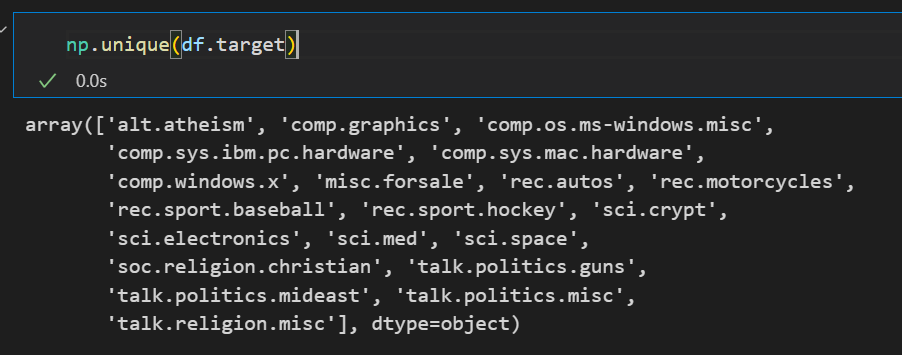 np.unique(df.target)
0.0s
array(['alt.atheism', 'comp.graphics', 'comp.os.ms-windows.misc',
'comp.sys.ibm.pc.hardware', 'comp.sys.mac.hardware',
'comp.windows.x', 'misc.forsale', 'rec.autos', 'rec.motorcycles',
'rec.sport.baseball', 'rec.sport.hockey', 'sci.crypt',
'sci.electronics', 'sci.med', 'sci.space',
'soc.religion.christian', 'talk.politics.guns',
'talk.politics.mideast', 'talk.politics.misc',
'talk.religion.misc'], dtype=object)